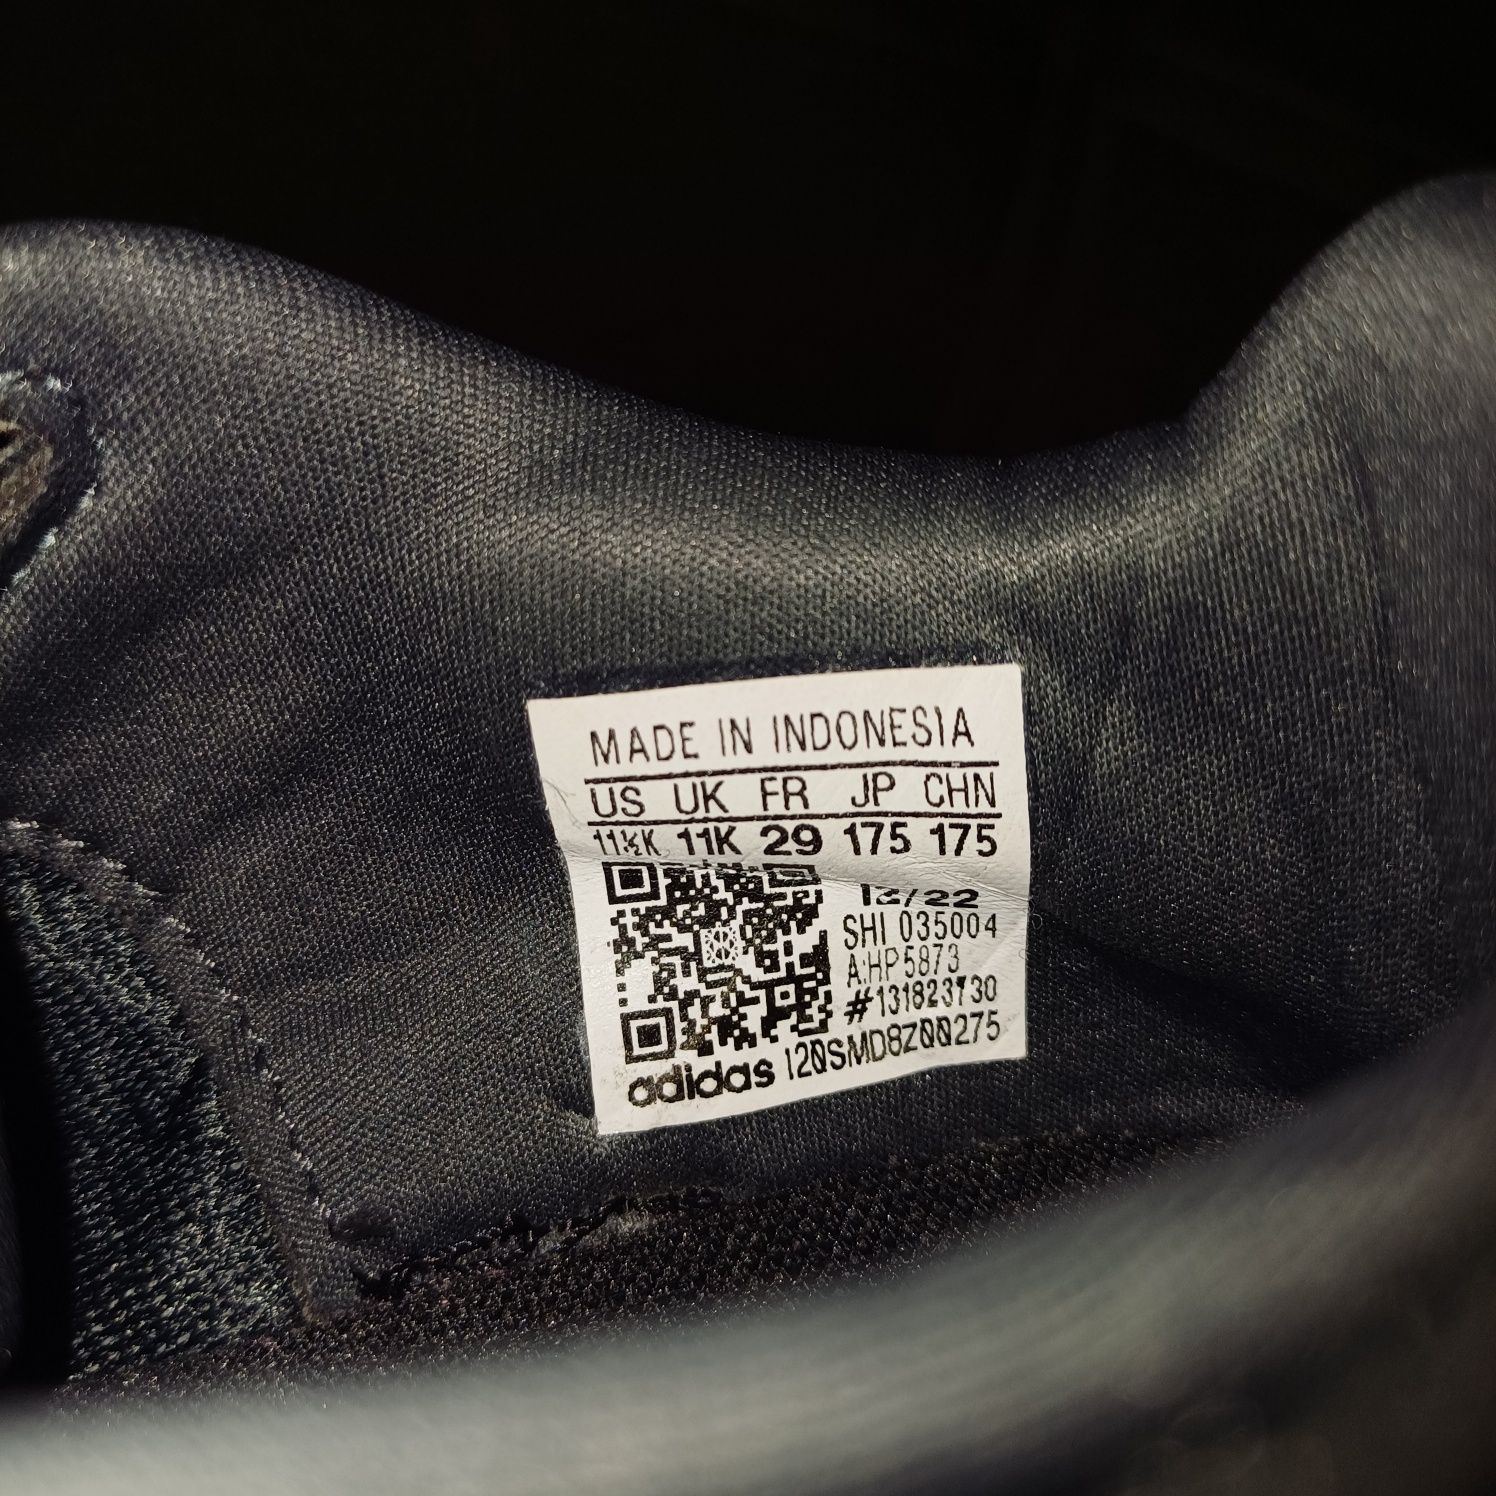 MADE IN INDONESIA
US UK FR JP CHN
11½K 11K 29 175 175
12/22
SHI 035004
A:HP5873
#131823730
adidas 120SMD8Z00275